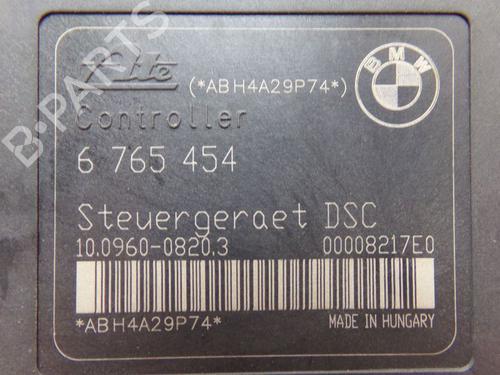 Ate
(*ABH4A29P74*)
BMW
Controller
6 765 454
Steuergeraet DSC
10.0960-0820.3 00008217E0
*ABH4A29P74*
MADE IN HUNGARY
B-PARTS